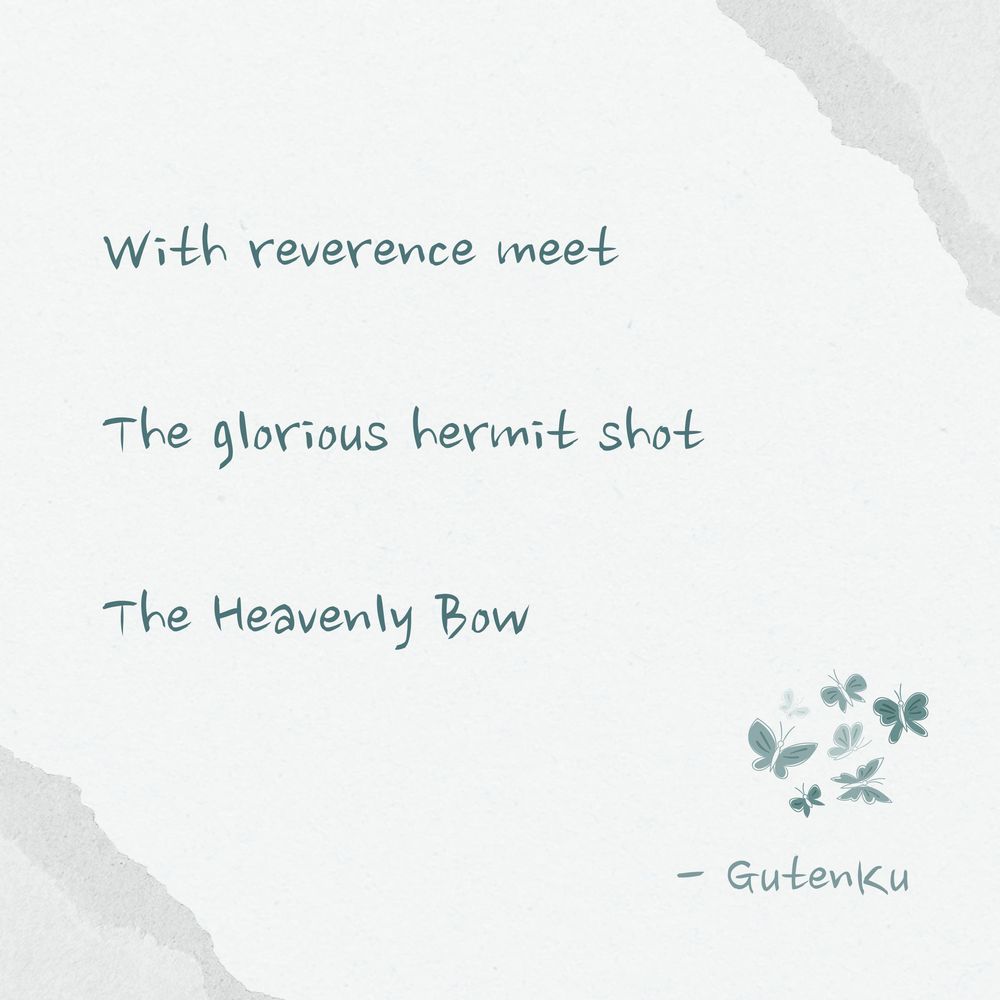 With reverence meet
The glorious hermit shot
The Heavenly Bow
- GutenKu